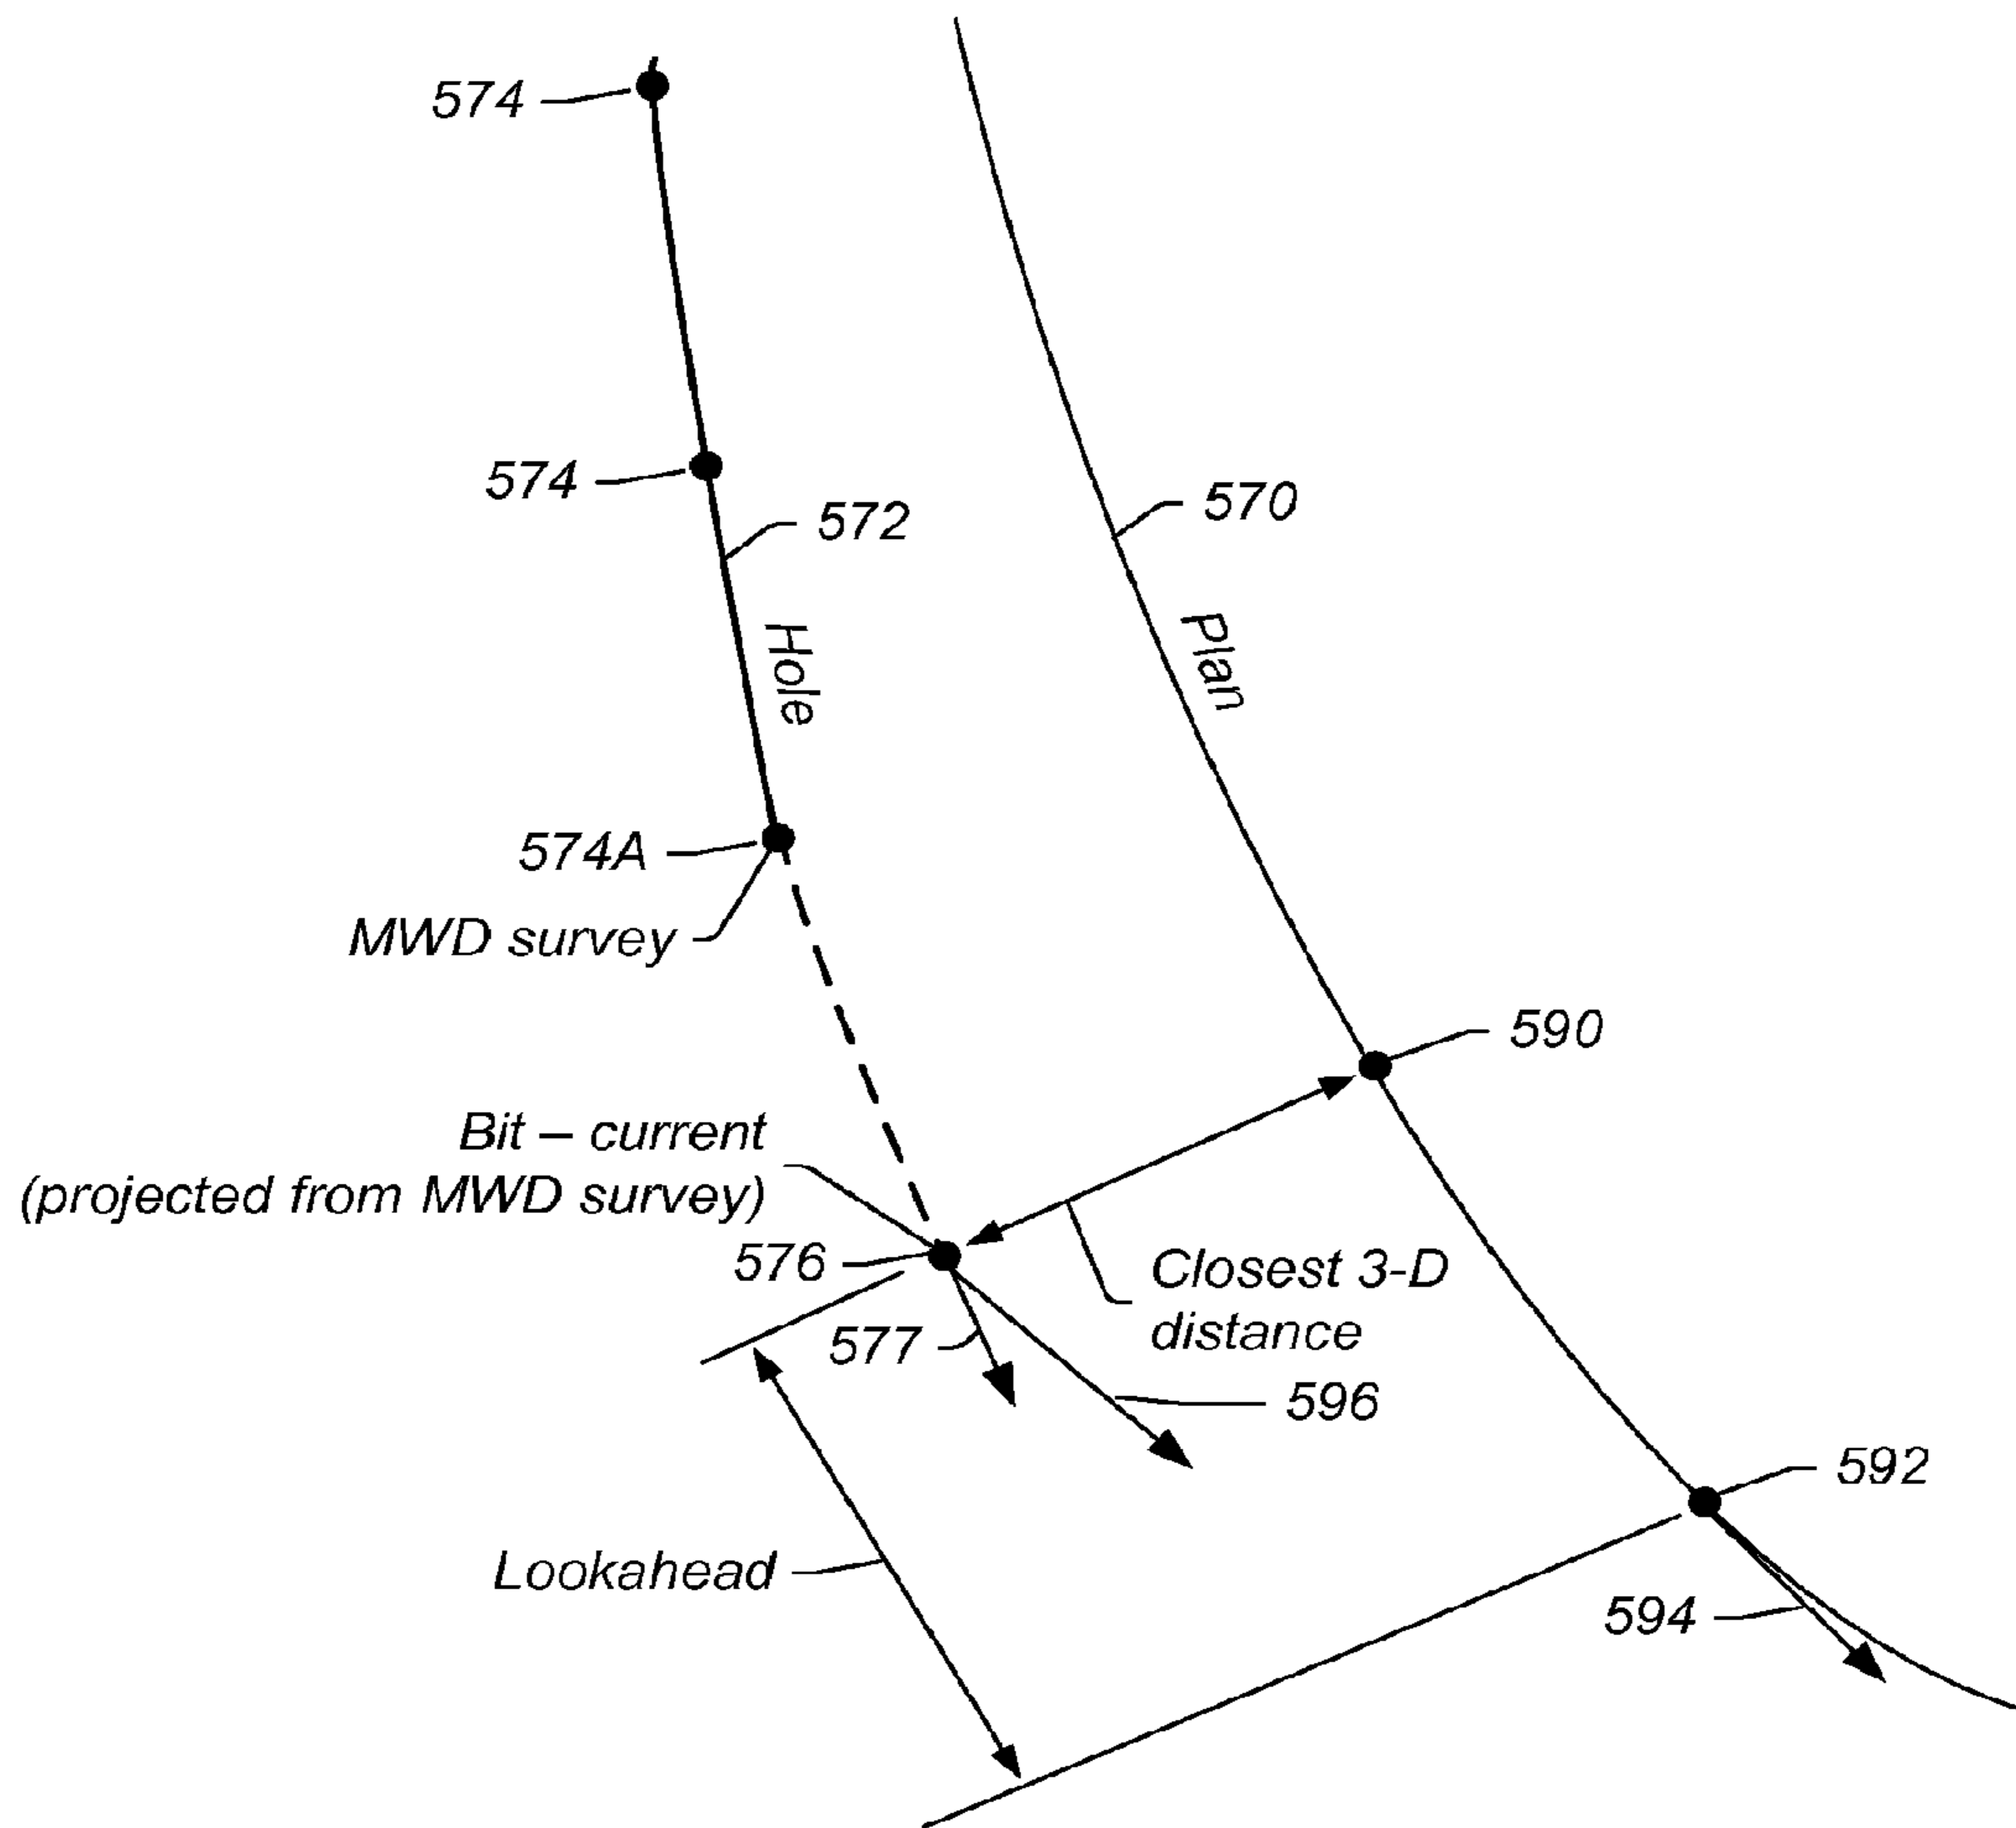 574
574
572
570
Hole
Plan
574A
MWD survey
590
Bit – current
(projected from MWD survey)
576
Closest 3-D
distance
577
596
592
Lookahead
594